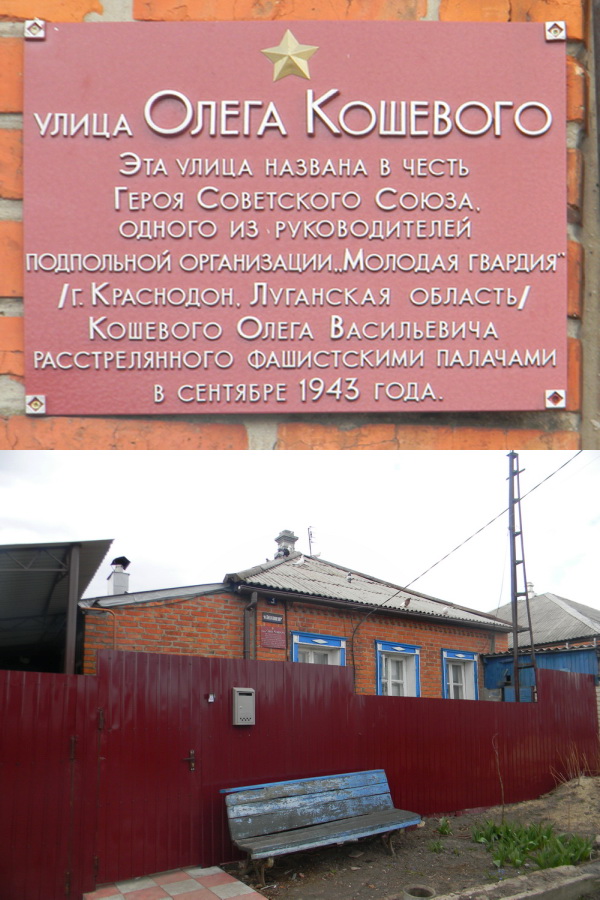 улица Олега Кошевого
Эта улица названа в честь
Героя Советского Союза,
одного из руководителей
подпольной организации „Молодая гвардия“
/г. Краснодон, Луганская область/
Кошевого Олега Васильевича
расстрелянного фашистскими палачами
в сентябре 1943 года.